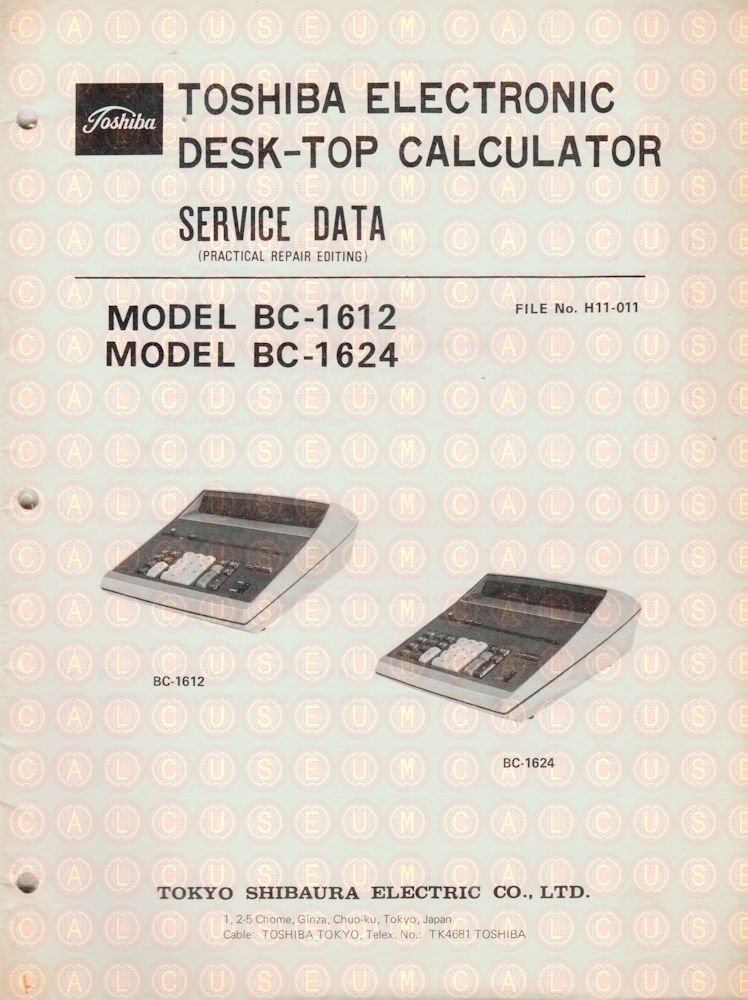 Toshiba
TOSHIBA ELECTRONIC
DESK-TOP CALCULATOR
SERVICE DATA
(PRACTICAL REPAIR EDITING)
MODEL BC-1612
FILE No. H11-011
MODEL BC-1624
BC-1612
BC-1624
TOKYO SHIBAURA ELECTRIC CO., LTD.
1, 2-5 Chome, Ginza, Chuo-ku, Tokyo, Japan
Cable: TOSHIBA TOKYO, Telex. No.: TK4681 TOSHIBA
CALCUSEUM